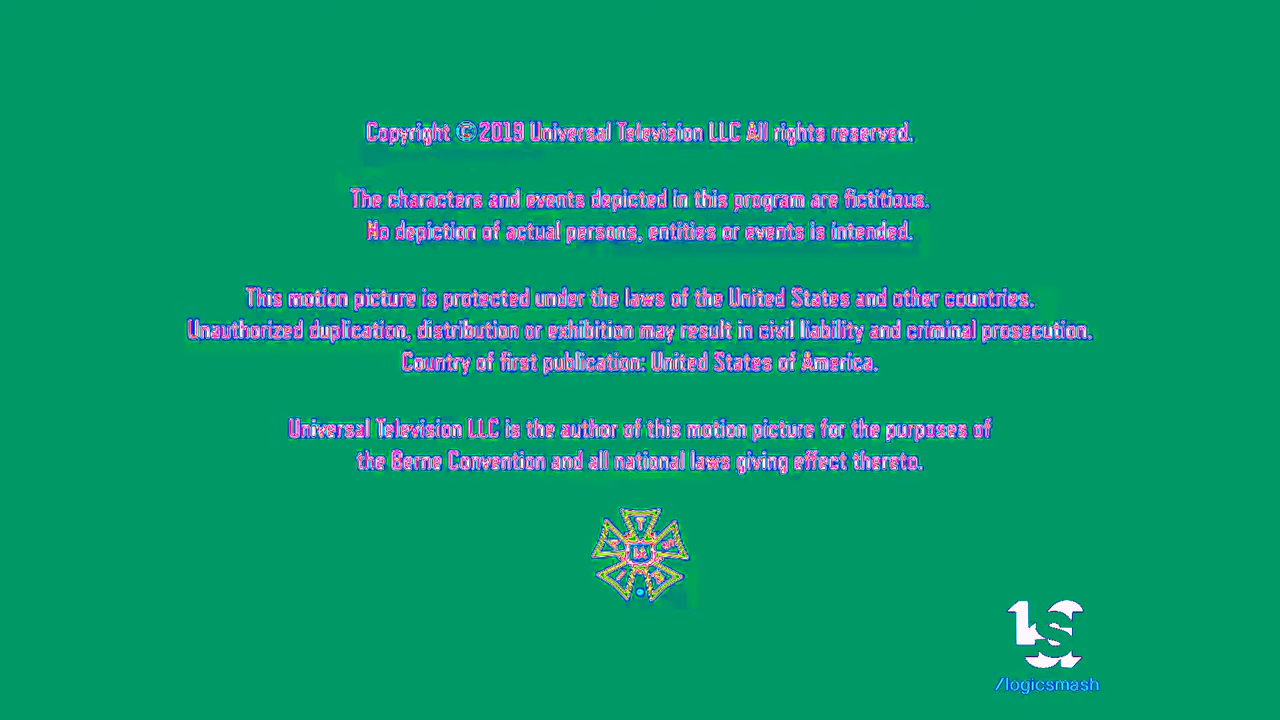 Copyright © 2019 Universal Television LLC All rights reserved.
The characters and events depicted in this program are fictitious.
No depiction of actual persons, entities or events is intended.
This motion picture is protected under the laws of the United States and other countries.
Unauthorized duplication, distribution or exhibition may result in civil liability and criminal prosecution.
Country of first publication: United States of America.
Universal Television LLC is the author of this motion picture for the purposes of
the Berne Convention and all national laws giving effect thereto.
/logicsmash